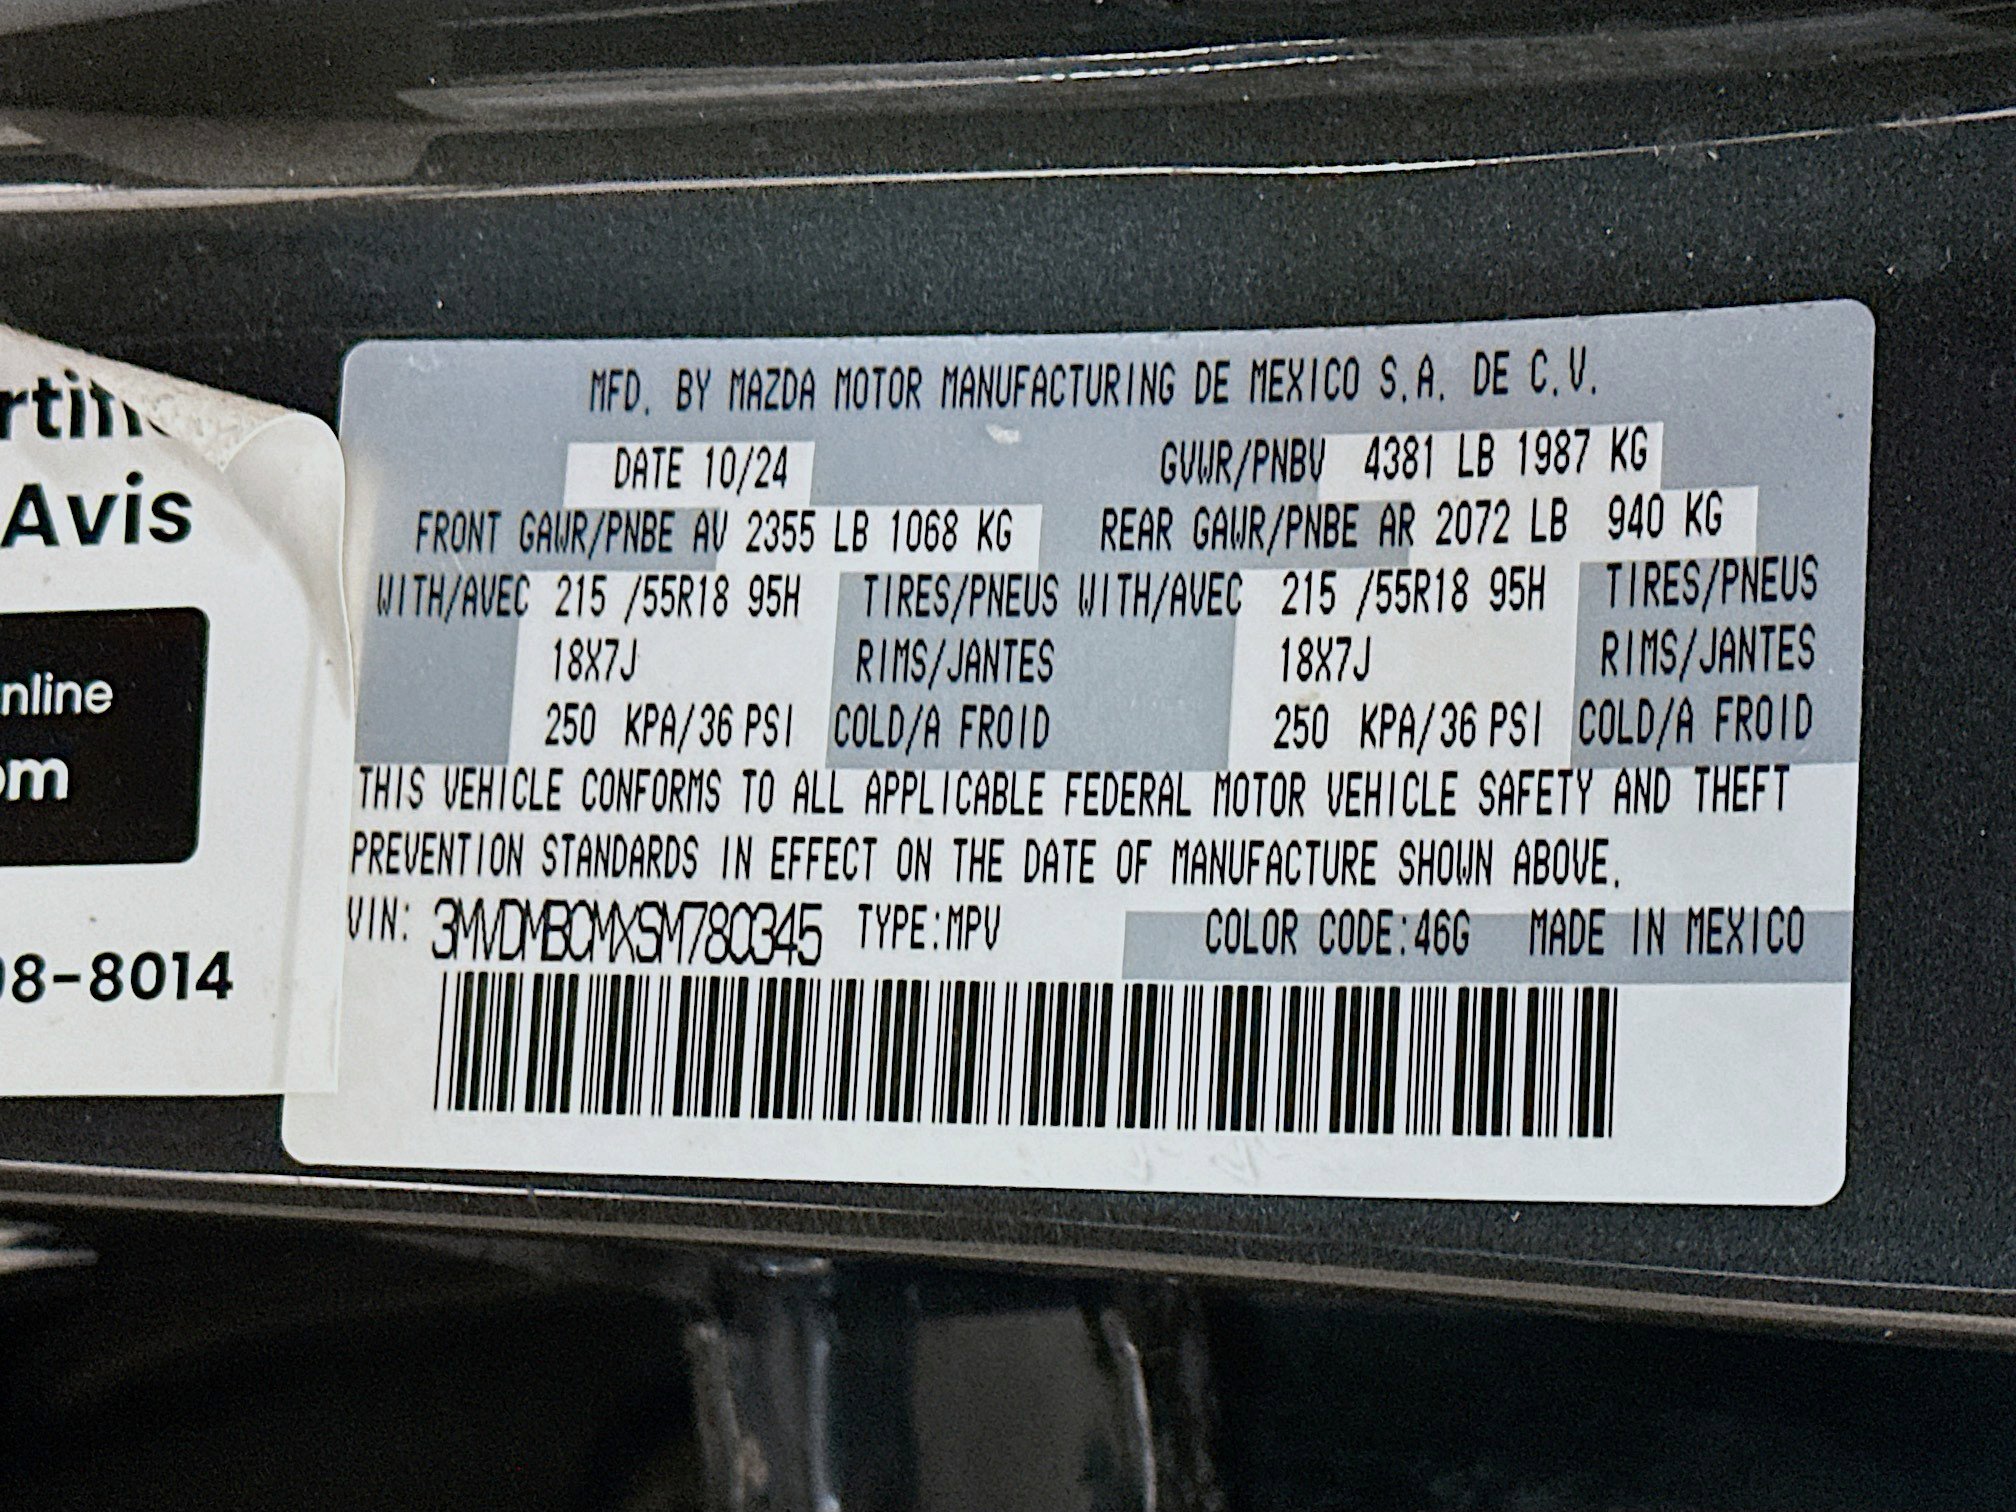 MFD. BY MAZDA MOTOR MANUFACTURING DE MEXICO S.A. DE C.V.
DATE 10/24 GVWR/PNBV 4381 LB 1987 KG
FRONT GAWR/PNBE AV 2355 LB 1068 KG REAR GAWR/PNBE AR 2072 LB 940 KG
WITH/AVEC 215 /55R18 95H TIRES/PNEUS WITH/AVEC 215 /55R18 95H TIRES/PNEUS
18X7J RIMS/JANTES 18X7J RIMS/JANTES
250 KPA/36 PSI COLD/A FROID 250 KPA/36 PSI COLD/A FROID
THIS VEHICLE CONFORMS TO ALL APPLICABLE FEDERAL MOTOR VEHICLE SAFETY AND THEFT
PREVENTION STANDARDS IN EFFECT ON THE DATE OF MANUFACTURE SHOWN ABOVE.
VIN: 3MVDMBCMXSM780345 TYPE:MPV COLOR CODE:46G MADE IN MEXICO
Avis
nline
om
8-8014